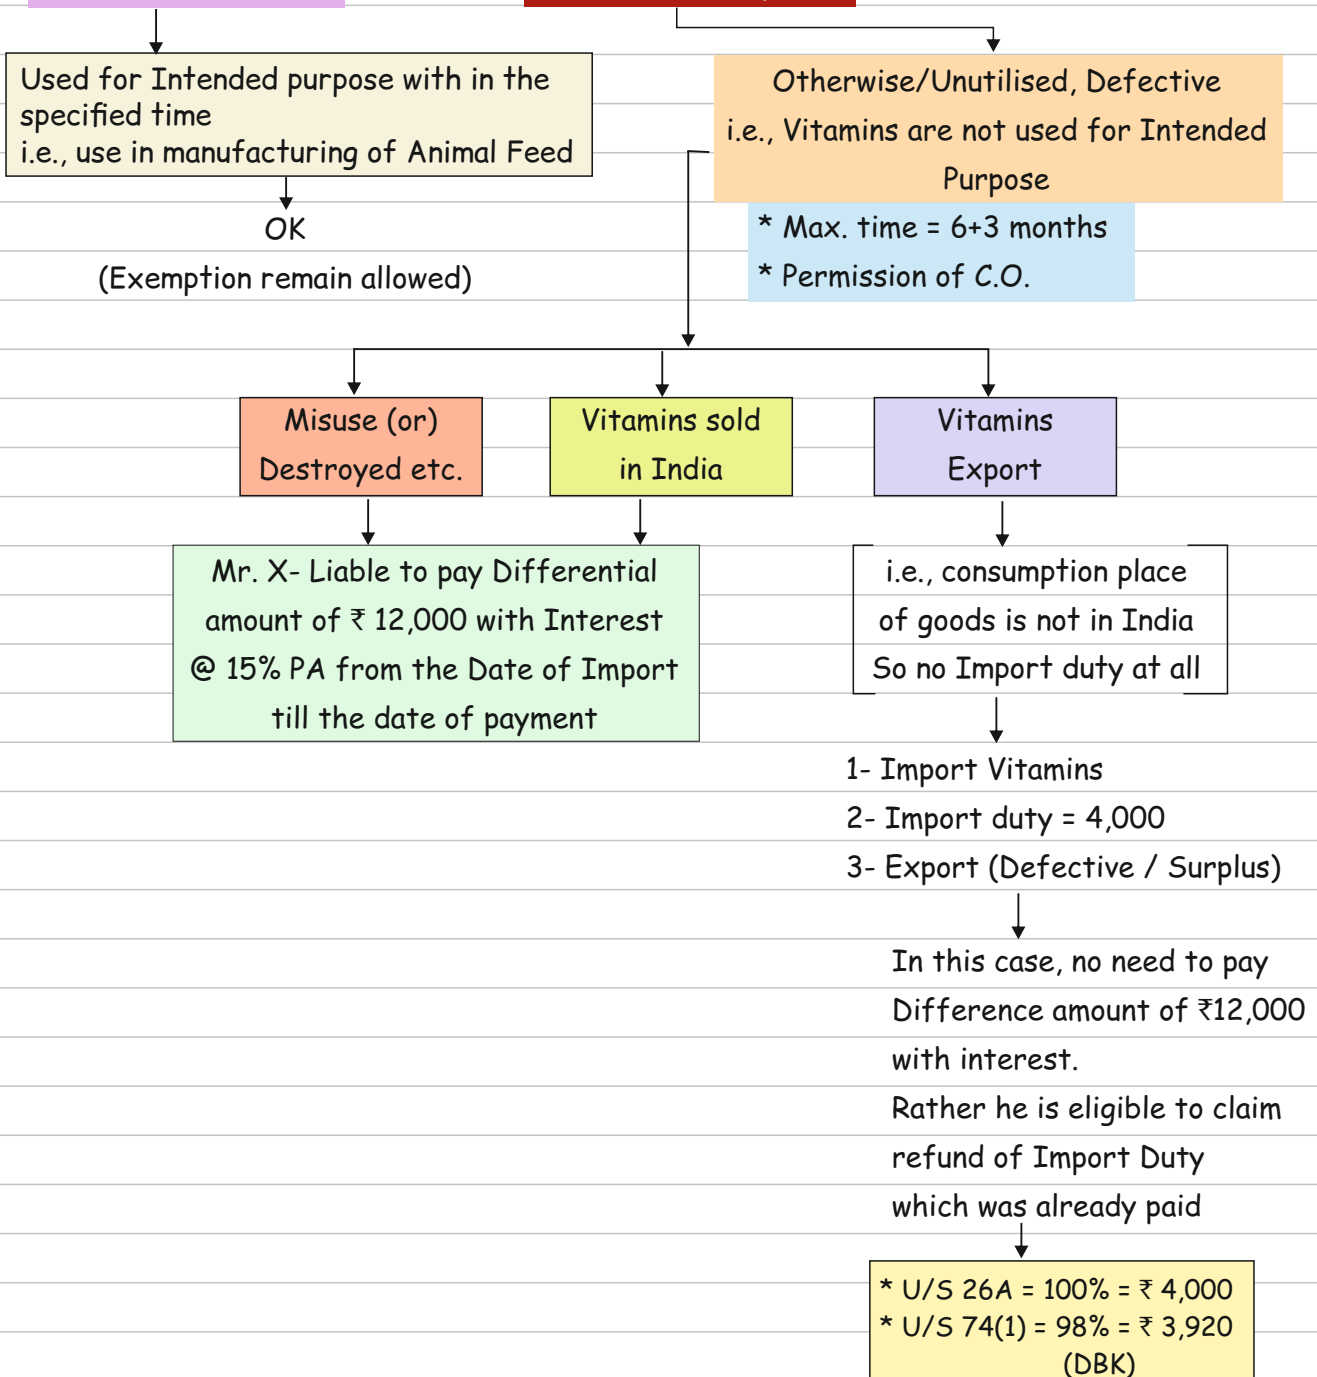 Used for Intended purpose with in the
specified time
i.e., use in manufacturing of Animal Feed
OK
(Exemption remain allowed)
Otherwise/Unutilised, Defective
i.e., Vitamins are not used for Intended
Purpose
* Max. time = 6+3 months
* Permission of C.O.
Misuse (or)
Destroyed etc.
Vitamins sold
in India
Vitamins
Export
Mr. X- Liable to pay Differential
amount of ₹ 12,000 with Interest
@ 15% PA from the Date of Import
till the date of payment
i.e., consumption place
of goods is not in India
So no Import duty at all
1- Import Vitamins
2- Import duty = 4,000
3- Export (Defective / Surplus)
In this case, no need to pay
Difference amount of ₹12,000
with interest.
Rather he is eligible to claim
refund of Import Duty
which was already paid
* U/S 26A = 100% = ₹ 4,000
* U/S 74(1) = 98% = ₹ 3,920
(DBK)